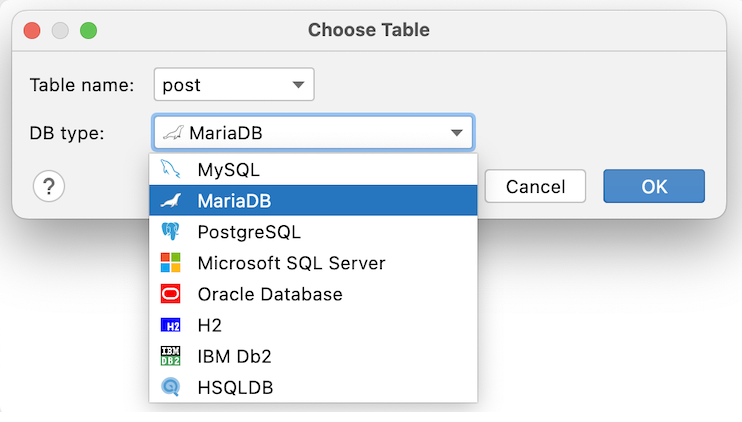 Choose Table
Table name: post
DB type: MariaDB
MySQL
MariaDB
PostgreSQL
Microsoft SQL Server
Oracle Database
H2 H2
IBM DB2 IBM Db2
HSQLDB
? Cancel OK